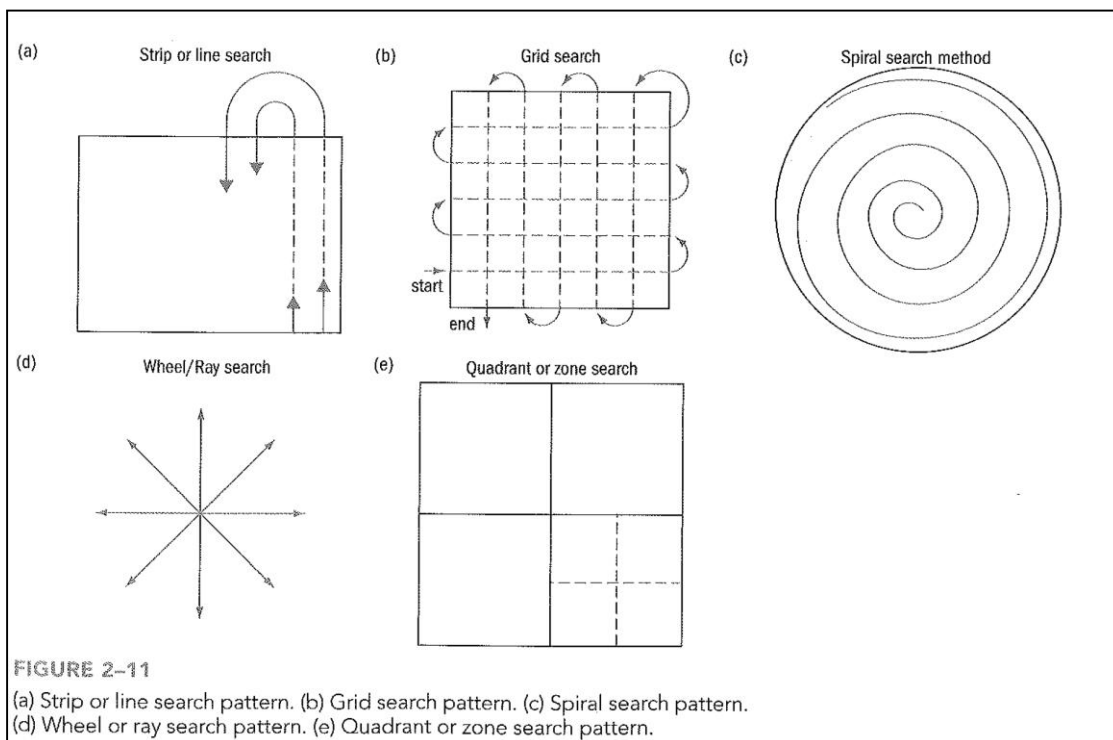 (a)
Strip or line search
(b)
Grid search
start
end
(c)
Spiral search method
(d)
Wheel/Ray search
(e)
Quadrant or zone search
FIGURE 2–11
(a) Strip or line search pattern. (b) Grid search pattern. (c) Spiral search pattern.
(d) Wheel or ray search pattern. (e) Quadrant or zone search pattern.